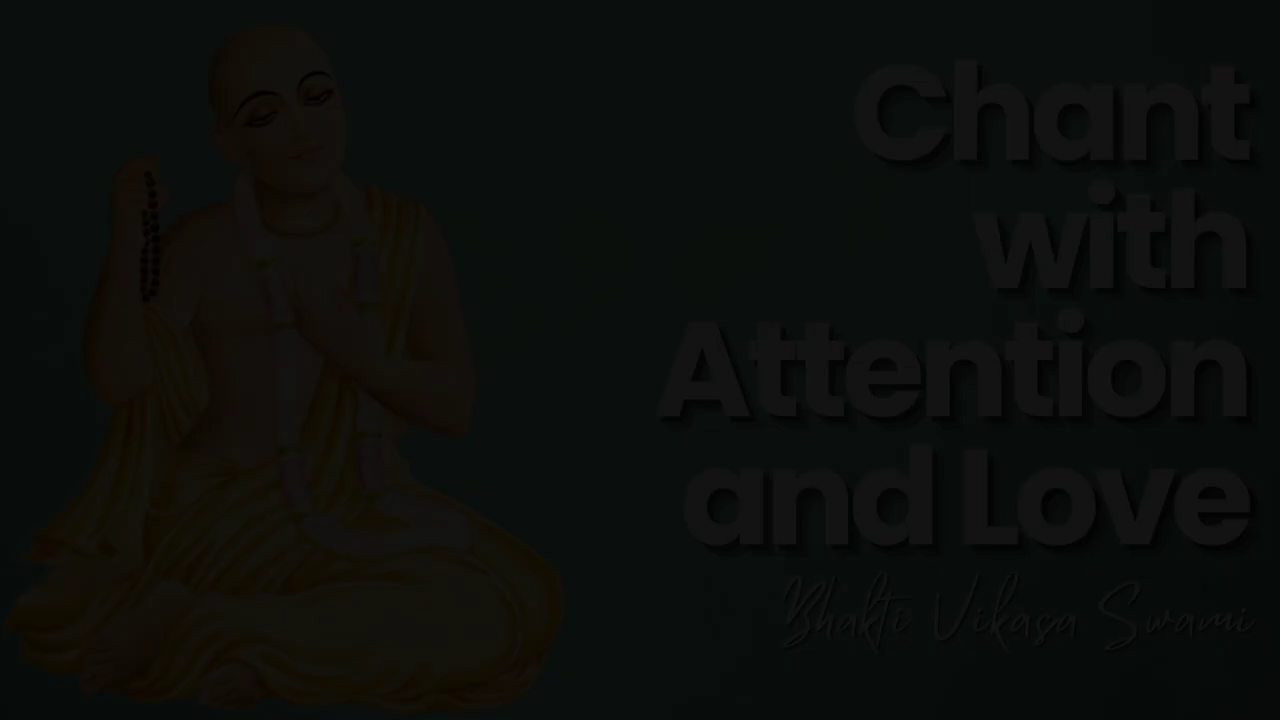 Chant
with
Attention
and Love
Bhakti Vikasa Swami